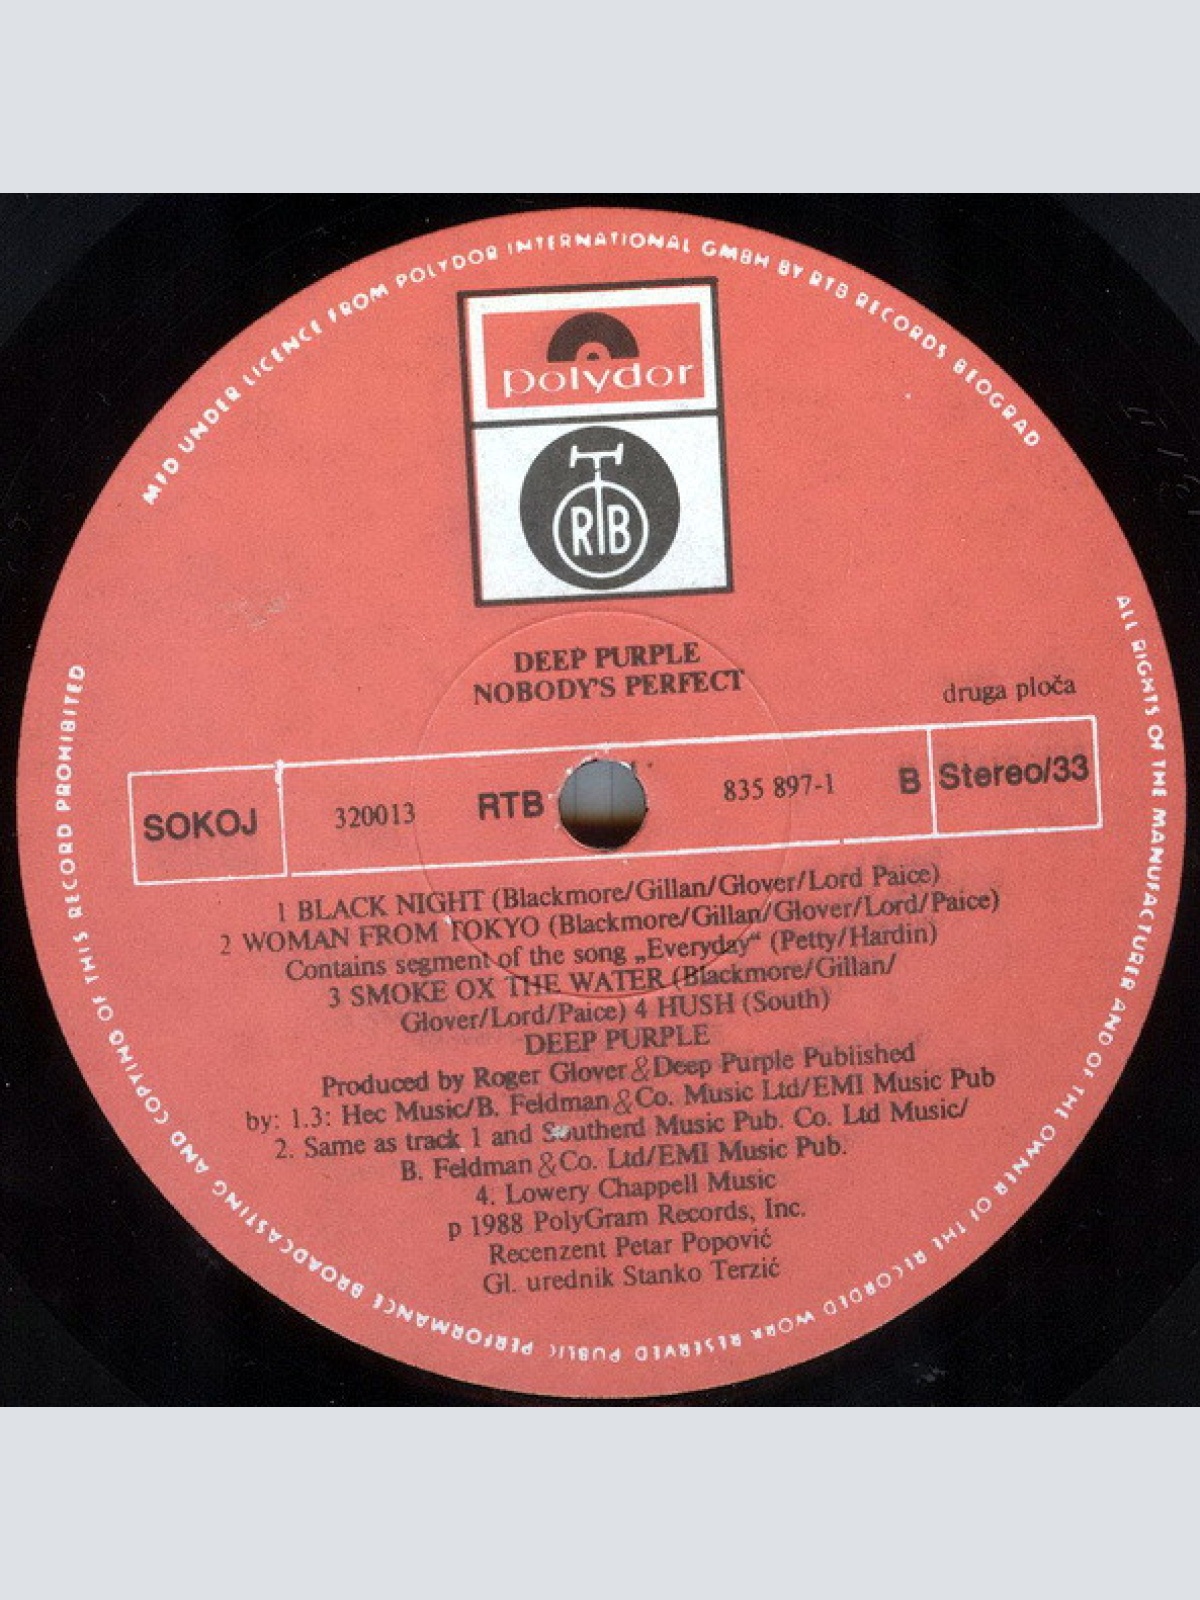 MFD UNDER LICENCE FROM POLYDOR INTERNATIONAL GMBH BY RTB RECORDS BEOGRAD
polydor
RTB
DEEP PURPLE
NOBODY'S PERFECT
druga ploča
SOKOJ
320013
RTB
835 897-1
B
Stereo/33
1 BLACK NIGHT (Blackmore/Gillan/Glover/Lord Paice)
2 WOMAN FROM TOKYO (Blackmore/Gillan/Glover/Lord/Paice)
Contains segment of the song „Everyday“ (Petty/Hardin)
3 SMOKE OX THE WATER (Blackmore/Gillan/
Glover/Lord/Paice) 4 HUSH (South)
DEEP PURPLE
Produced by Roger Glover & Deep Purple Published
by: 1.3: Hec Music/B. Feldman & Co. Music Ltd/EMI Music Pub
2. Same as track 1 and Southerd Music Pub. Co. Ltd Music/
B. Feldman & Co. Ltd/EMI Music Pub.
4. Lowery Chappell Music
p 1988 PolyGram Records, Inc.
Recenzent Petar Popović
Gl. urednik Stanko Terzić
ALL RIGHTS OF THE MANUFACTURER AND OF THE OWNER OF THE RECORDED WORK RESERVED PUBLIC PERFORMANCE BROADCASTING AND COPYING OF THIS RECORD PROHIBITED